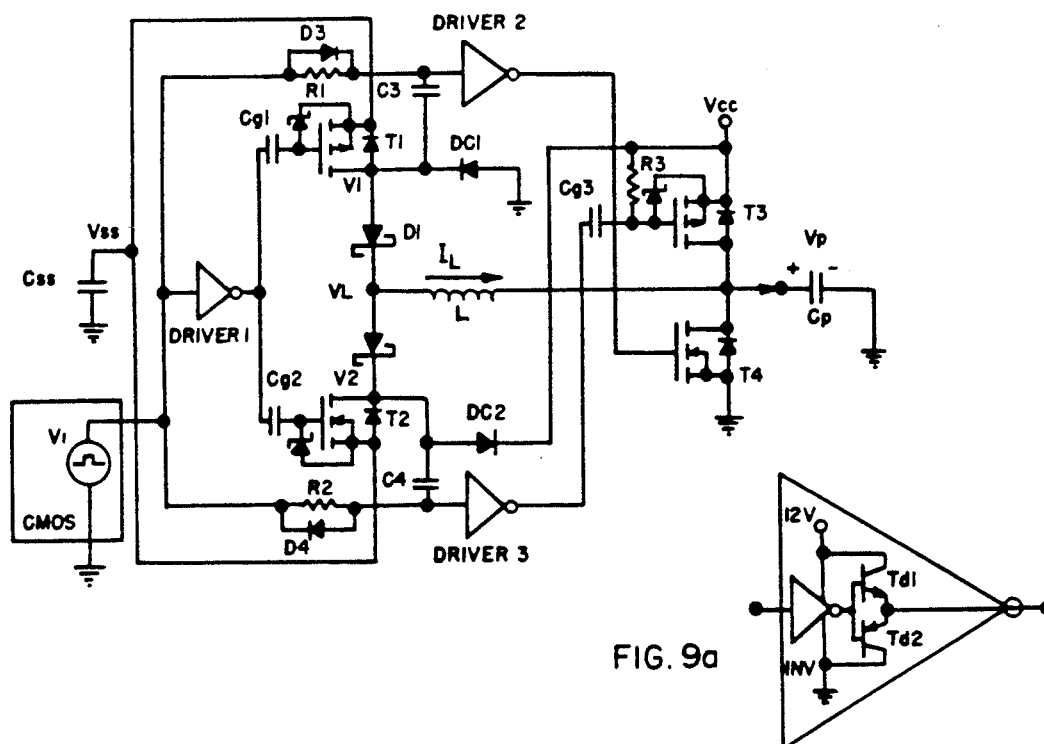 DRIVER 2
D3
R1
C3
Vcc
Cg1
T1
DC1
R3
V1
Cg3
T3
Vss
D1
Vp
Css
IL
+ -
VL
L
Cp
DRIVER 1
Cg2
V2
T4
T2
DC2
VI
R2
C4
CMOS
D4
DRIVER 3
12V
Td1
Td2
INV
FIG. 9a